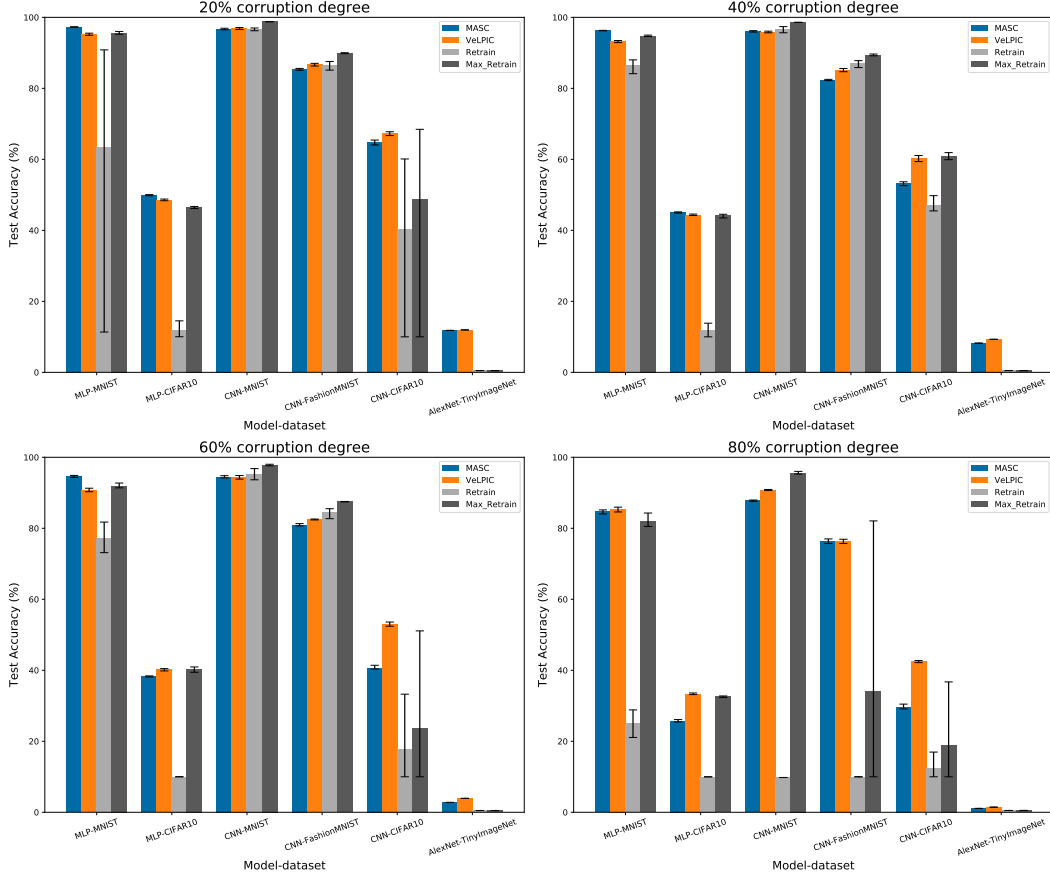 20% corruption degree
Test Accuracy (%)
100
80
60
40
20
0
MASC
VeLPIC
Retrain
Max_Retrain
MLP-MNIST
MLP-CIFAR10
CNN-MNIST
CNN-FashionMNIST
CNN-CIFAR10
AlexNet-TinyImageNet
Model-dataset
40% corruption degree
Test Accuracy (%)
100
80
60
40
20
0
MASC
VeLPIC
Retrain
Max_Retrain
MLP-MNIST
MLP-CIFAR10
CNN-MNIST
CNN-FashionMNIST
CNN-CIFAR10
AlexNet-TinyImageNet
Model-dataset
60% corruption degree
Test Accuracy (%)
100
80
60
40
20
0
MASC
VeLPIC
Retrain
Max_Retrain
MLP-MNIST
MLP-CIFAR10
CNN-MNIST
CNN-FashionMNIST
CNN-CIFAR10
AlexNet-TinyImageNet
Model-dataset
80% corruption degree
Test Accuracy (%)
100
80
60
40
20
0
MASC
VeLPIC
Retrain
Max_Retrain
MLP-MNIST
MLP-CIFAR10
CNN-MNIST
CNN-FashionMNIST
CNN-CIFAR10
AlexNet-TinyImageNet
Model-dataset